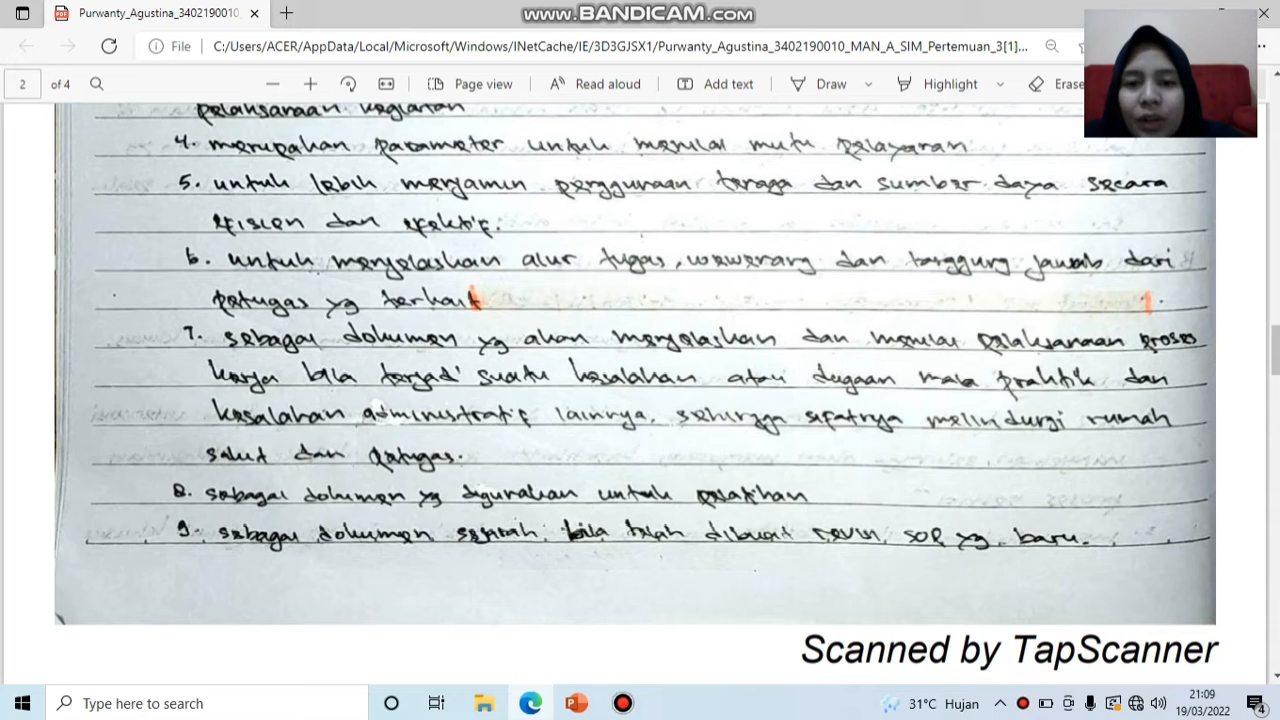 Purwanty_Agustina_3402190010_
www.BANDICAM.com
File
C:/Users/ACER/AppData/Local/Microsoft/Windows/INetCache/IE/3D3GJSX1/Purwanty_Agustina_3402190010_MAN_A_SIM_Pertemuan_3[1]...
2 of 4
Page view
Read aloud
Add text
Draw
Highlight
Erase
pelaksanaan kegiatan
4. merupakan parameter untuk menilai mutu pelayanan
5. untuk lebih menjamin penggunaan tenaga dan sumber daya secara
efisien dan efektif.
6. untuk menjelaskan alur tugas, wewenang dan tanggung jawab dari
petugas yg terkait
7. sebagai dokumen yg akan menjelaskan dan menilai pelaksanaan proses
kerja bila terjadi suatu kesalahan atau dugaan mala praktik dan
kesalahan administratif lainnya, sehingga sifatnya melindungi rumah
sakit dan petugas.
8. sebagai dokumen yg digunakan untuk pelatihan
9. sebagai dokumen sejarah, bila telah dibuat revisi SOP yg baru.
Scanned by TapScanner
Type here to search
31°C Hujan
21:09
19/03/2022
4